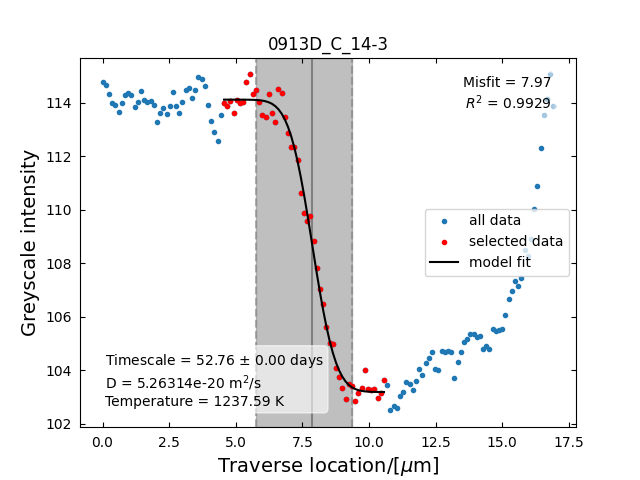 0913D_C_14-3
Misfit = 7.97
R² = 0.9929
114
112
110
108
106
104
102
Greyscale intensity
all data
selected data
model fit
Timescale = 52.76 ± 0.00 days
D = 5.26314e-20 m²/s
Temperature = 1237.59 K
0.0 2.5 5.0 7.5 10.0 12.5 15.0 17.5
Traverse location/[μm]